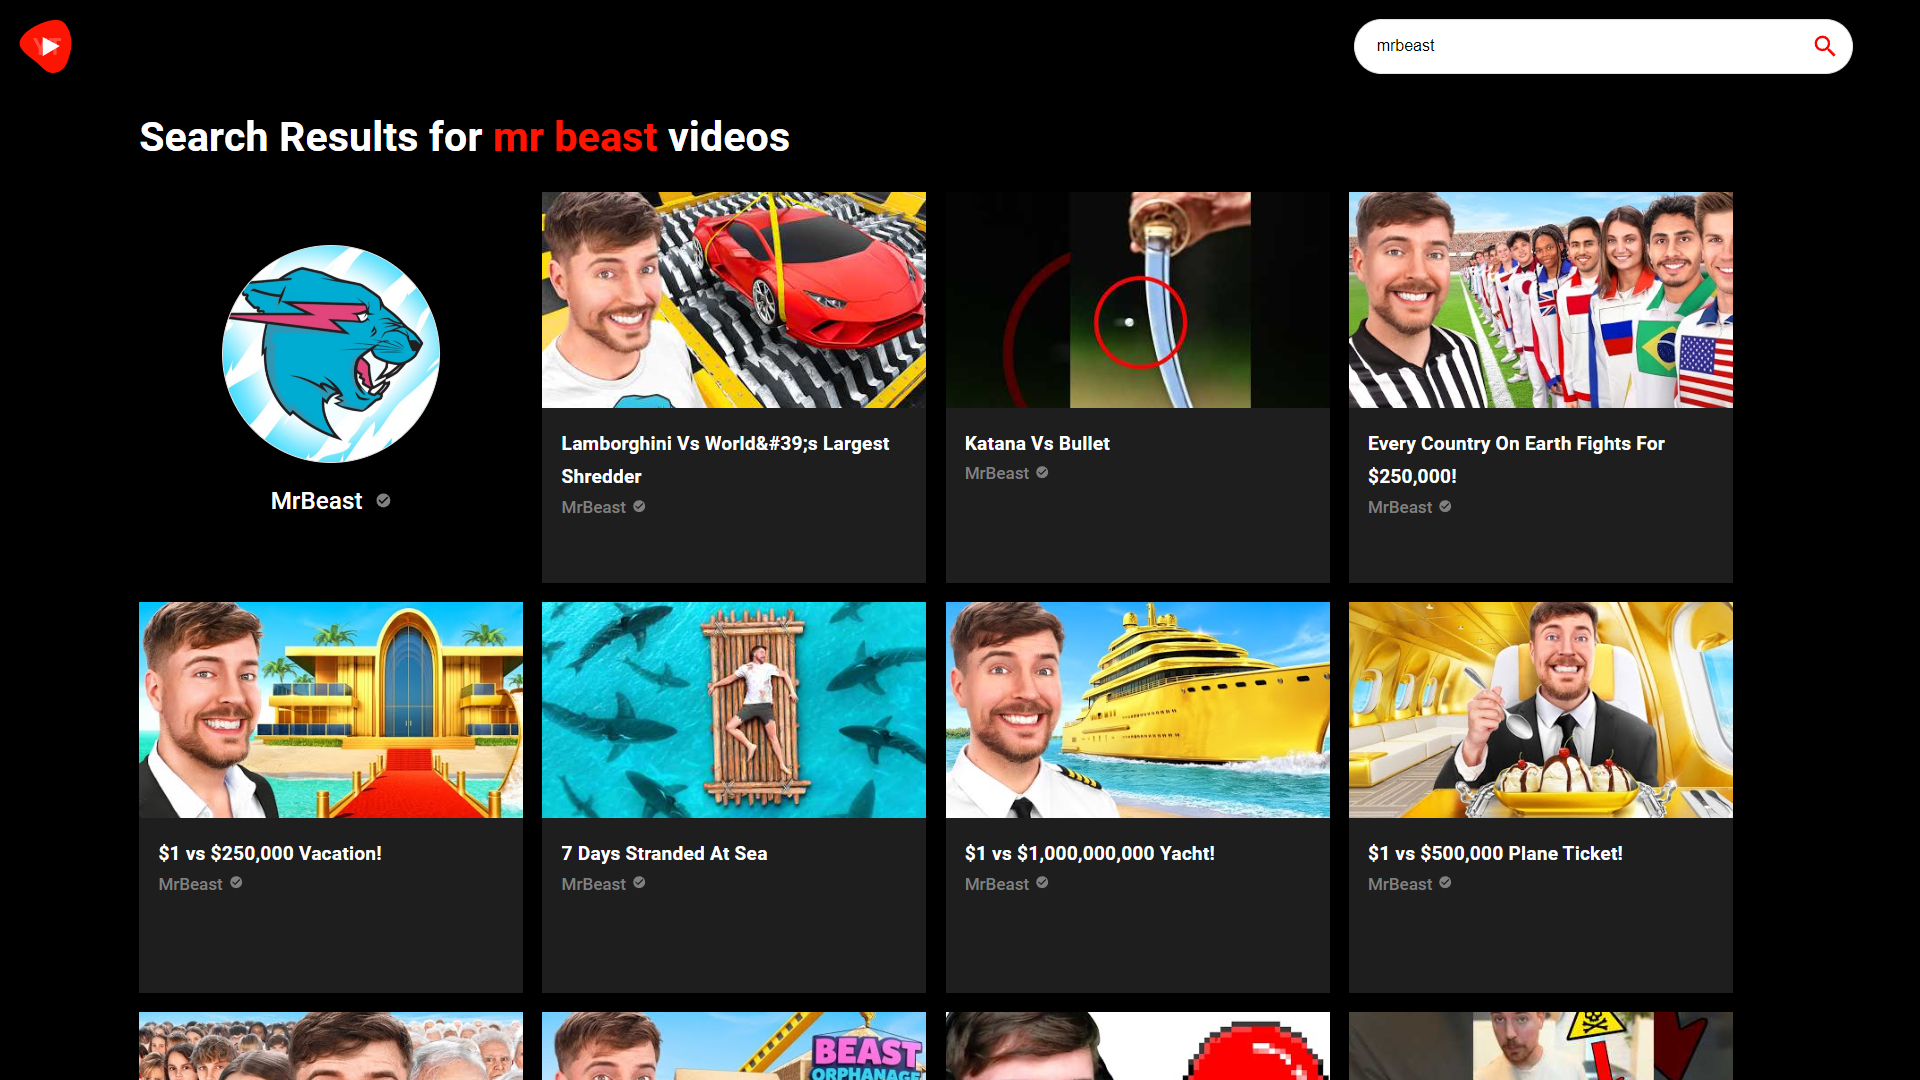 YT
mrbeast
Search Results for mr beast videos
MrBeast
Lamborghini Vs World&#39;s Largest
Shredder
MrBeast
Katana Vs Bullet
MrBeast
Every Country On Earth Fights For
$250,000!
MrBeast
$1 vs $250,000 Vacation!
MrBeast
7 Days Stranded At Sea
MrBeast
$1 vs $1,000,000,000 Yacht!
MrBeast
$1 vs $500,000 Plane Ticket!
MrBeast
BEAST
ORPHANAGE